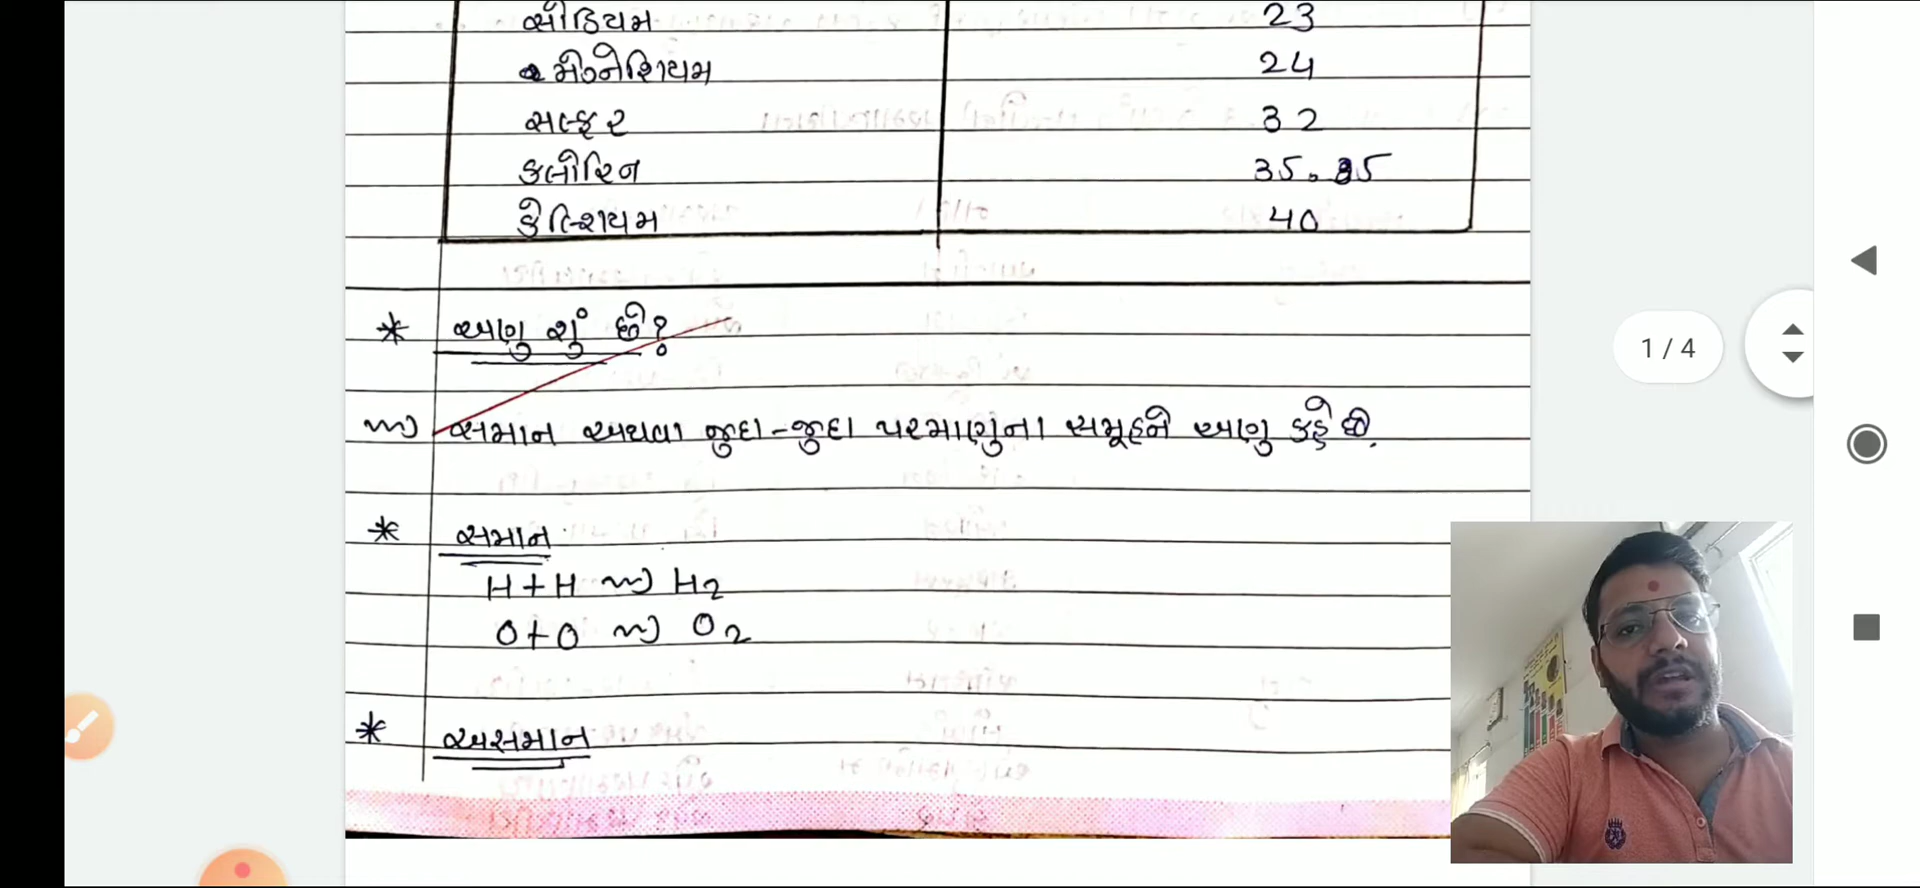 સોડિયમ 23
મેગ્નેશિયમ 24
સલ્ફર 32
ક્લોરિન 35.35
કેલ્શિયમ 40
* અણુ શું છે?
સમાન અથવા જુદા-જુદા પરમાણુના સમૂહને અણુ કહે છે.
* સમાન
H+H ⟿ H2
O+O ⟿ O2
* અસમાન
1/4